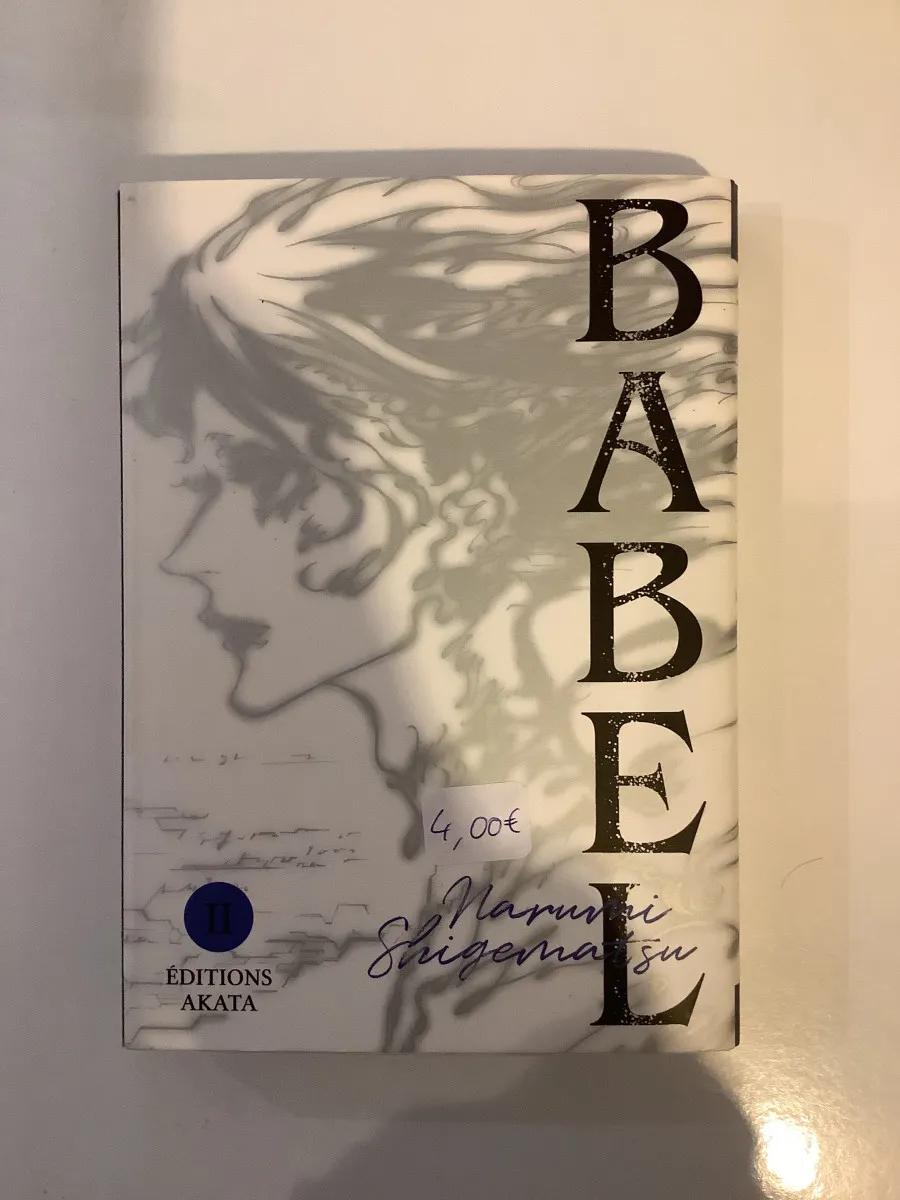 BABEL
4,00€
Narumi
Shigematsu
II
ÉDITIONS
AKATA